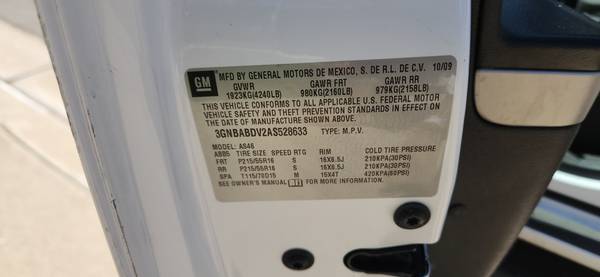 GM
MFD BY GENERAL MOTORS DE MEXICO, S. DE R.L. DE C.V. 10/09
GVWR GAWR FRT GAWR RR
1923KG(4240LB) 980KG(2160LB) 979KG(2158LB)
THIS VEHICLE CONFORMS TO ALL APPLICABLE U.S. FEDERAL MOTOR
VEHICLE SAFETY AND THEFT PREVENTION STANDARDS IN EFFECT ON
THE DATE OF MANUFACTURE SHOWN ABOVE.
3GNBABDV2AS528633 TYPE: M.P.V.
MODEL: AS46
ABB5 TIRE SIZE SPEED RTG RIM COLD TIRE PRESSURE
FRT P215/55R16 S 16X6.5J 210KPA(30PSI)
RR P215/55R16 S 16X6.5J 210KPA(30PSI)
SPA T115/70D15 M 15X4T 420KPA(60PSI)
SEE OWNER'S MANUAL FOR MORE INFORMATION.